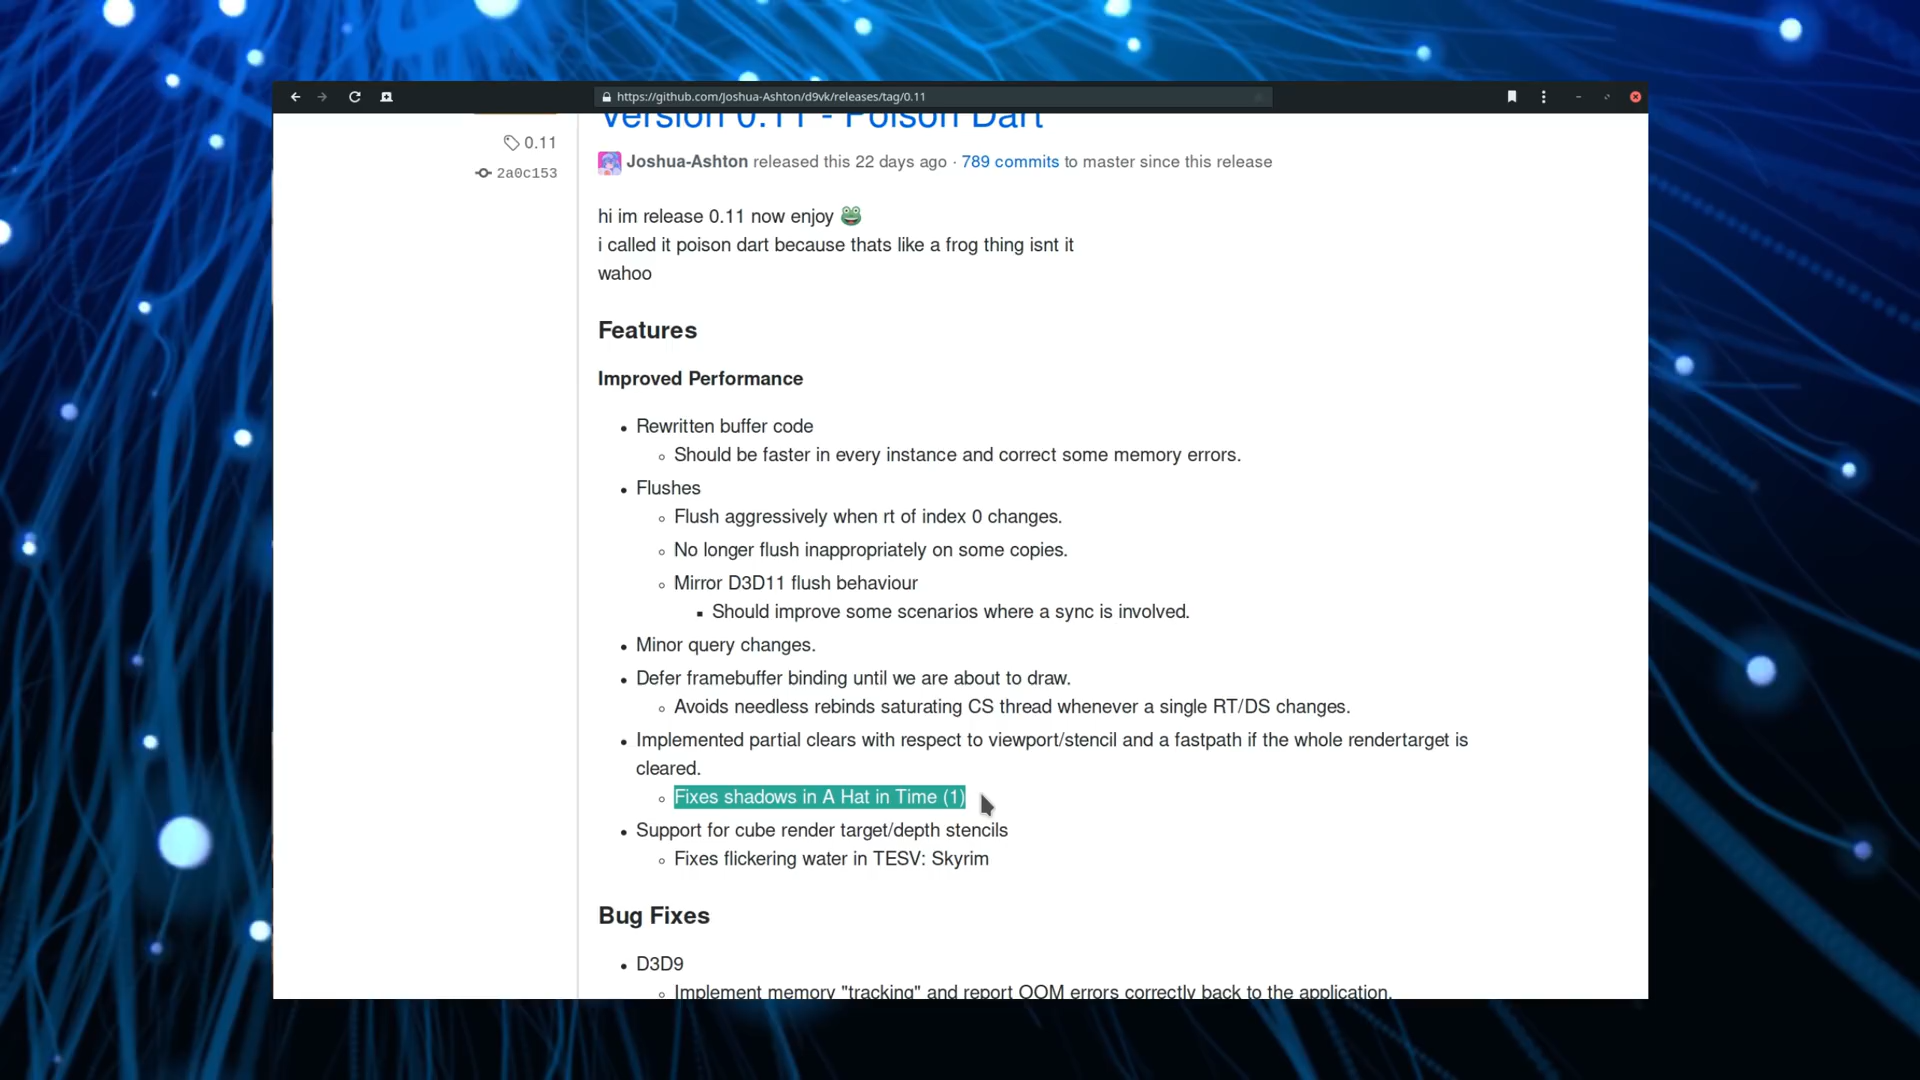 https://github.com/Joshua-Ashton/d9vk/releases/tag/0.11
Version 0.11 - Poison Dart
0.11
Joshua-Ashton released this 22 days ago · 789 commits to master since this release
2a0c153
hi im release 0.11 now enjoy 🐸
i called it poison dart because thats like a frog thing isnt it
wahoo
Features
Improved Performance
Rewritten buffer code
Should be faster in every instance and correct some memory errors.
Flushes
Flush aggressively when rt of index 0 changes.
No longer flush inappropriately on some copies.
Mirror D3D11 flush behaviour
Should improve some scenarios where a sync is involved.
Minor query changes.
Defer framebuffer binding until we are about to draw.
Avoids needless rebinds saturating CS thread whenever a single RT/DS changes.
Implemented partial clears with respect to viewport/stencil and a fastpath if the whole rendertarget is
cleared.
Fixes shadows in A Hat in Time (1)
Support for cube render target/depth stencils
Fixes flickering water in TESV: Skyrim
Bug Fixes
D3D9
Implement memory "tracking" and report OOM errors correctly back to the application.